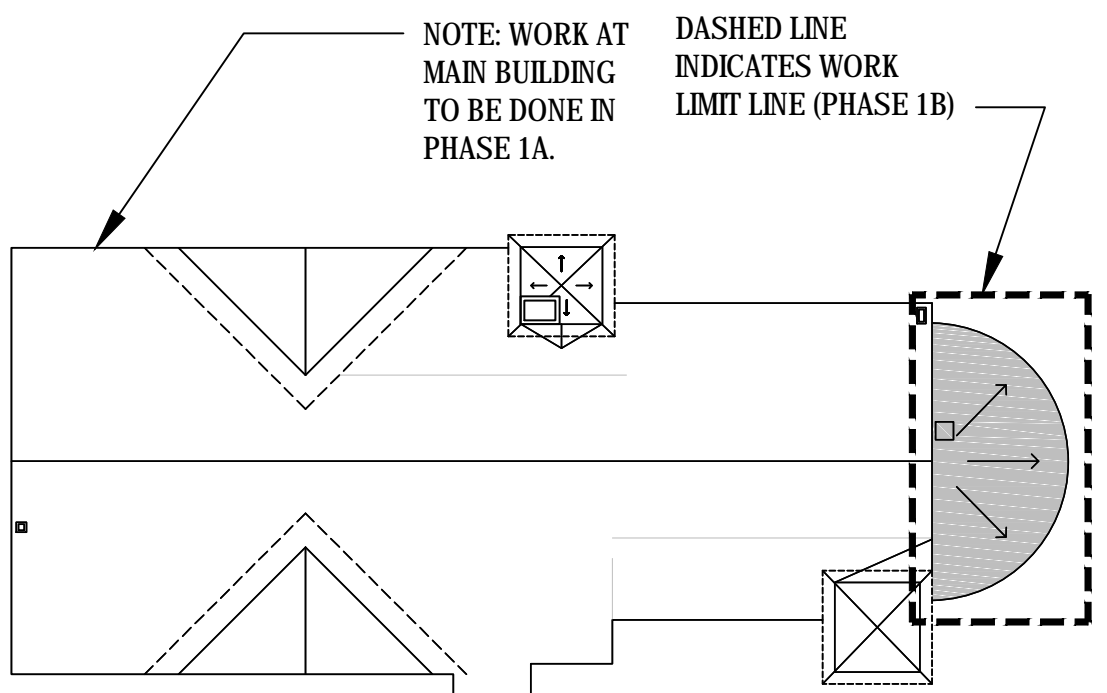 NOTE: WORK AT
MAIN BUILDING
TO BE DONE IN
PHASE 1A.
DASHED LINE
INDICATES WORK
LIMIT LINE (PHASE 1B)